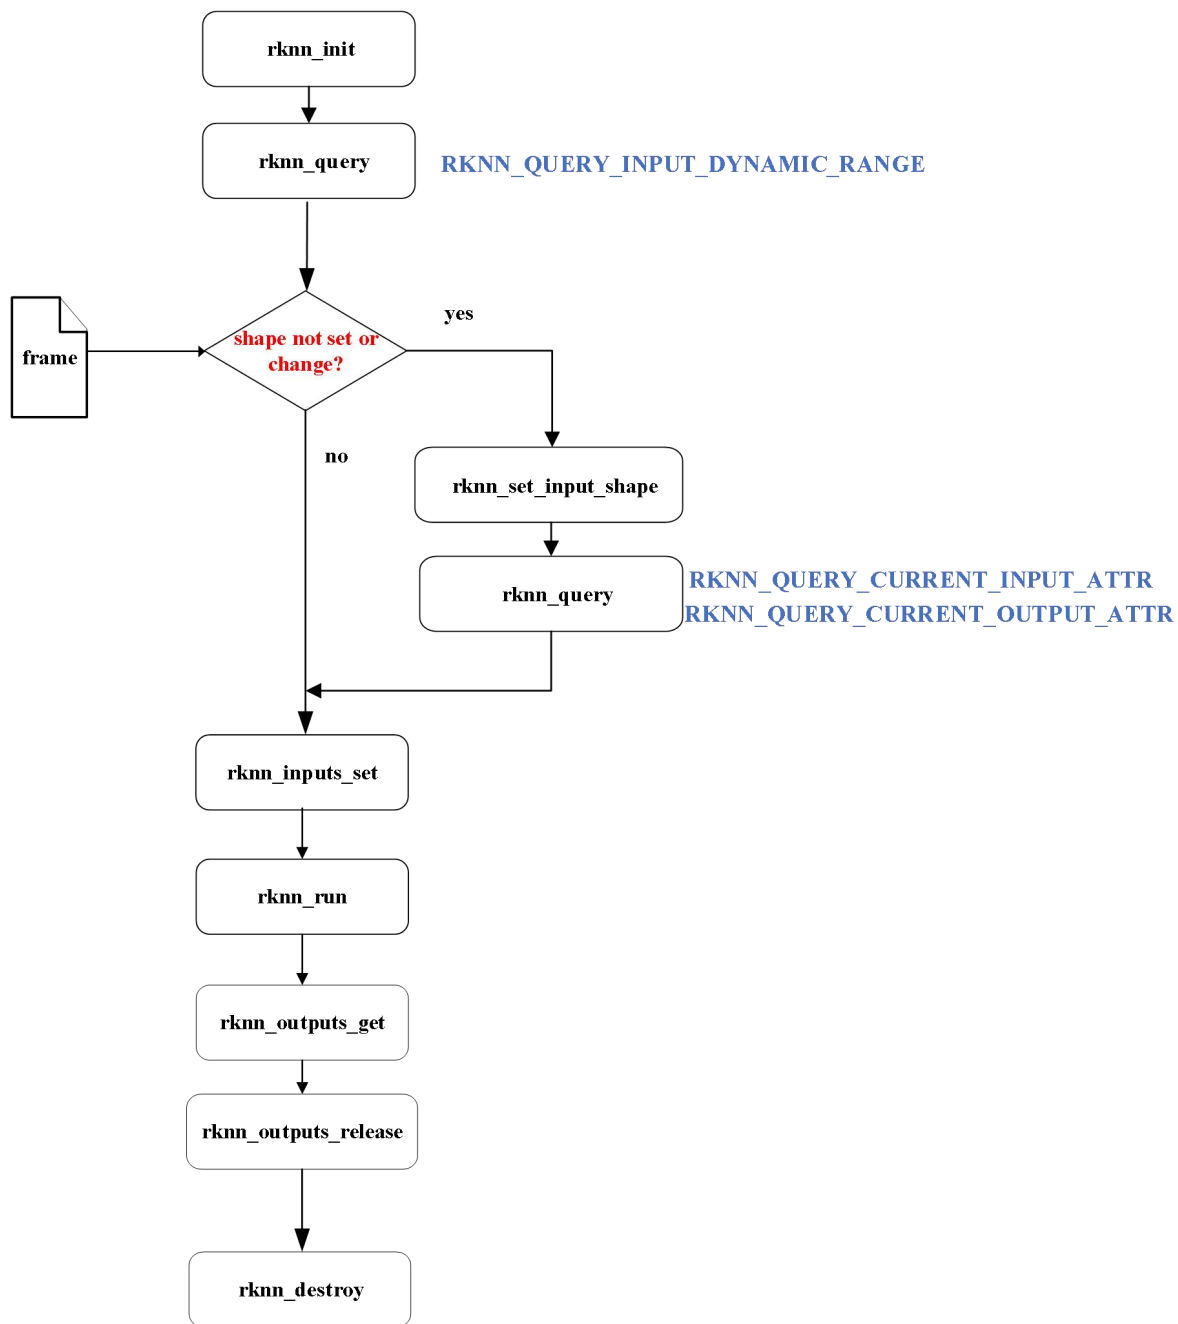 rknn_init
rknn_query
RKNN_QUERY_INPUT_DYNAMIC_RANGE
yes
shape not set or
change?
frame
no
rknn_set_input_shape
rknn_query
RKNN_QUERY_CURRENT_INPUT_ATTR
RKNN_QUERY_CURRENT_OUTPUT_ATTR
rknn_inputs_set
rknn_run
rknn_outputs_get
rknn_outputs_release
rknn_destroy